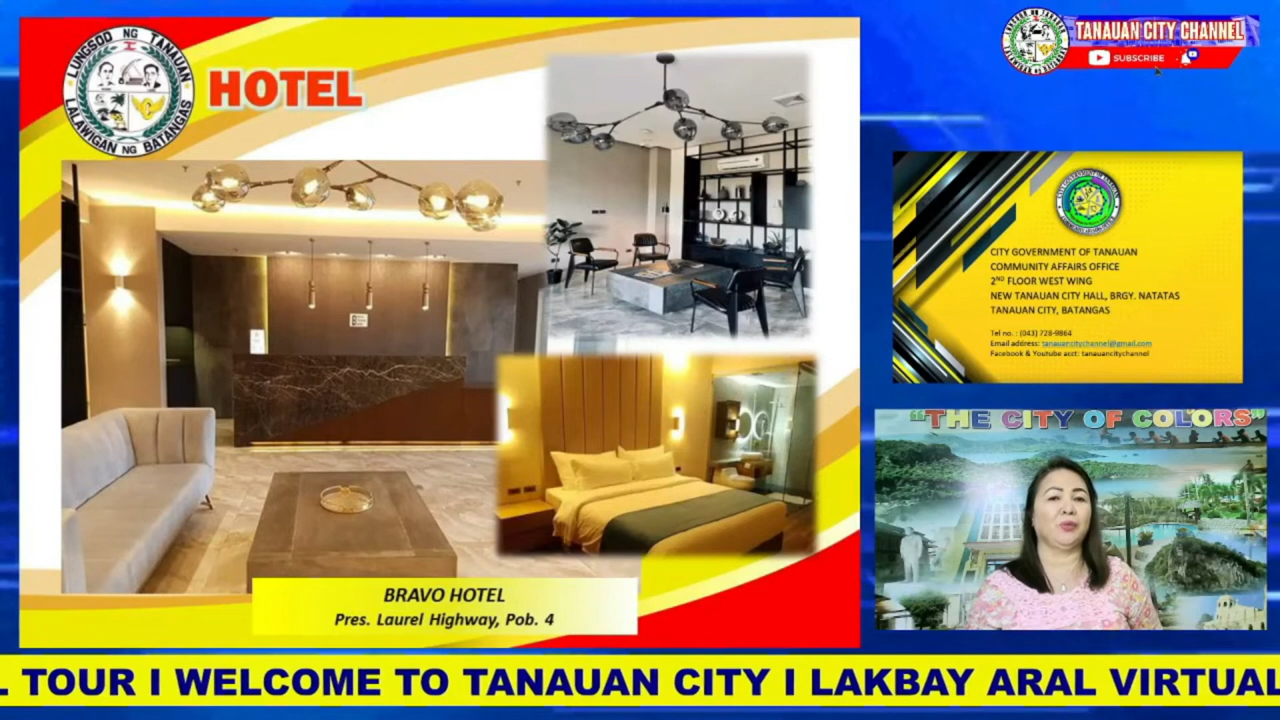 LUNGSOD NG TANAUAN
LALAWIGAN NG BATANGAS
HOTEL
BRAVO HOTEL
Pres. Laurel Highway, Pob. 4
TANAUAN CITY CHANNEL
SUBSCRIBE
CITY GOVERNMENT OF TANAUAN
COMMUNITY AFFAIRS OFFICE
2ND FLOOR WEST WING
NEW TANAUAN CITY HALL, BRGY. NATATAS
TANAUAN CITY, BATANGAS
Tel no. : (043) 728-9864
Email address: tanauancitychannel@gmail.com
Facebook & Youtube acct: tanauancitychannel
"THE CITY OF COLORS"
L TOUR I WELCOME TO TANAUAN CITY I LAKBAY ARAL VIRTUAL